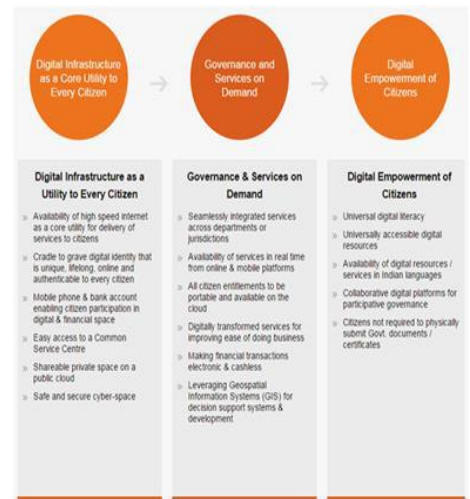 Digital Infrastructure
as a Core Utility to
Every Citizen
Governance and
Services on
Demand
Digital
Empowerment of
Citizens
Digital Infrastructure as a
Utility to Every Citizen
» Availability of high speed internet
as a core utility for delivery of
services to citizens
» Cradle to grave digital identity that
is unique, lifelong, online and
authenticable to every citizen
» Mobile phone & bank account
enabling citizen participation in
digital & financial space
» Easy access to a Common
Service Centre
» Shareable private space on a
public cloud
» Safe and secure cyber-space
Governance & Services on
Demand
» Seamlessly integrated services
across departments or
jurisdictions
» Availability of services in real time
from online & mobile platforms
» All citizen entitlements to be
portable and available on the
cloud
» Digitally transformed services for
improving ease of doing business
» Making financial transactions
electronic & cashless
» Leveraging Geospatial
Information Systems (GIS) for
decision support systems &
development
Digital Empowerment of
Citizens
» Universal digital literacy
» Universally accessible digital
resources
» Availability of digital resources /
services in Indian languages
» Collaborative digital platforms for
participative governance
» Citizens not required to physically
submit Govt. documents /
certificates